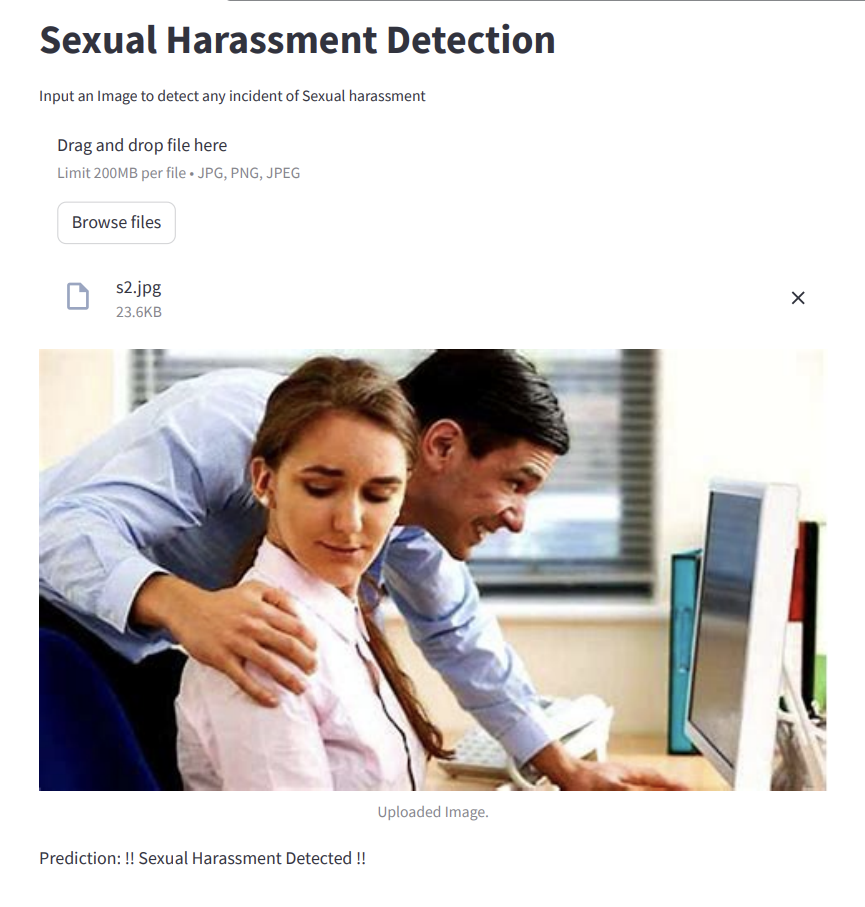 Sexual Harassment Detection
Input an Image to detect any incident of Sexual harassment
Drag and drop file here
Limit 200MB per file • JPG, PNG, JPEG
Browse files
s2.jpg
23.6KB
Uploaded Image.
Prediction: !! Sexual Harassment Detected !!